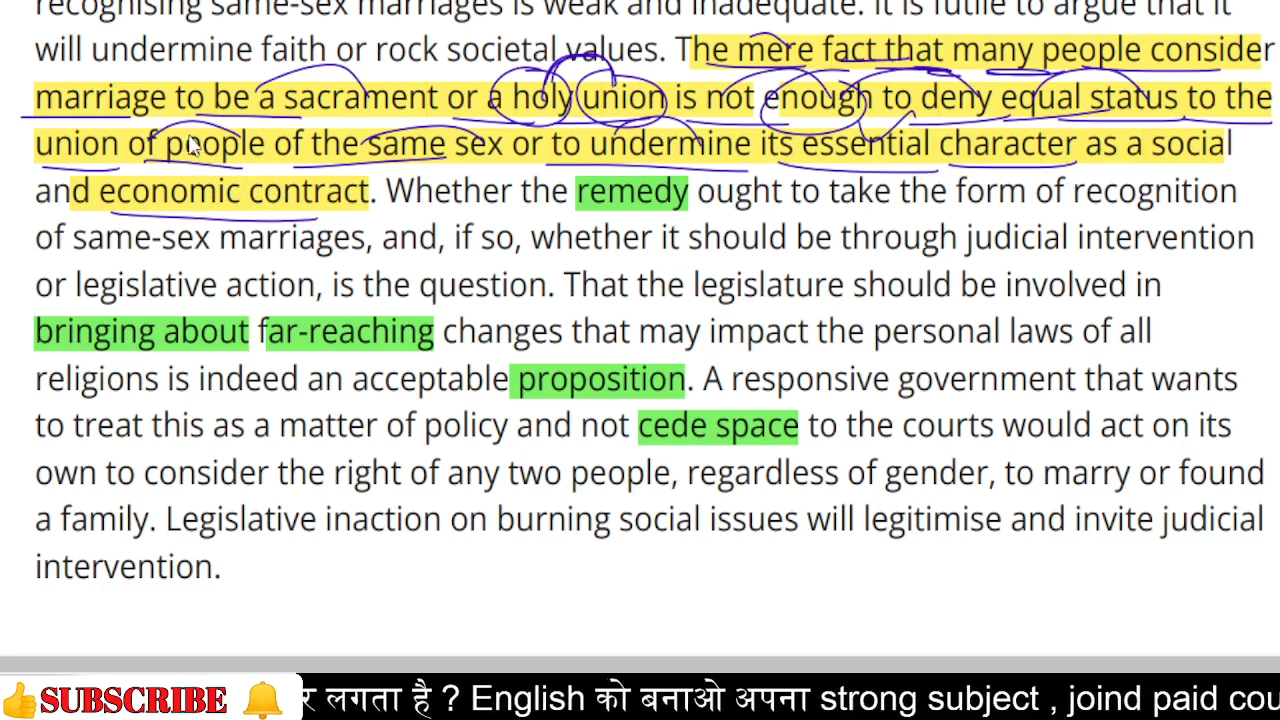 recognising same-sex marriages is weak and inadequate. It is futile to argue that it
will undermine faith or rock societal values. The mere fact that many people consider
marriage to be a sacrament or a holy union is not enough to deny equal status to the
union of people of the same sex or to undermine its essential character as a social
and economic contract. Whether the remedy ought to take the form of recognition
of same-sex marriages, and, if so, whether it should be through judicial intervention
or legislative action, is the question. That the legislature should be involved in
bringing about far-reaching changes that may impact the personal laws of all
religions is indeed an acceptable proposition. A responsive government that wants
to treat this as a matter of policy and not cede space to the courts would act on its
own to consider the right of any two people, regardless of gender, to marry or found
a family. Legislative inaction on burning social issues will legitimise and invite judicial
intervention.
SUBSCRIBE लगता है ? English को बनाओ अपना strong subject , joind paid